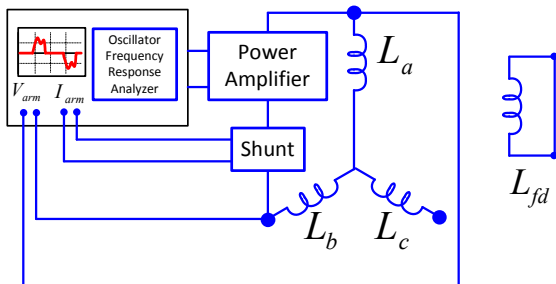 Oscillator
Frequency
Response
Analyzer
V_arm I_arm
Power
Amplifier
Shunt
L_a
L_b
L_c
L_fd